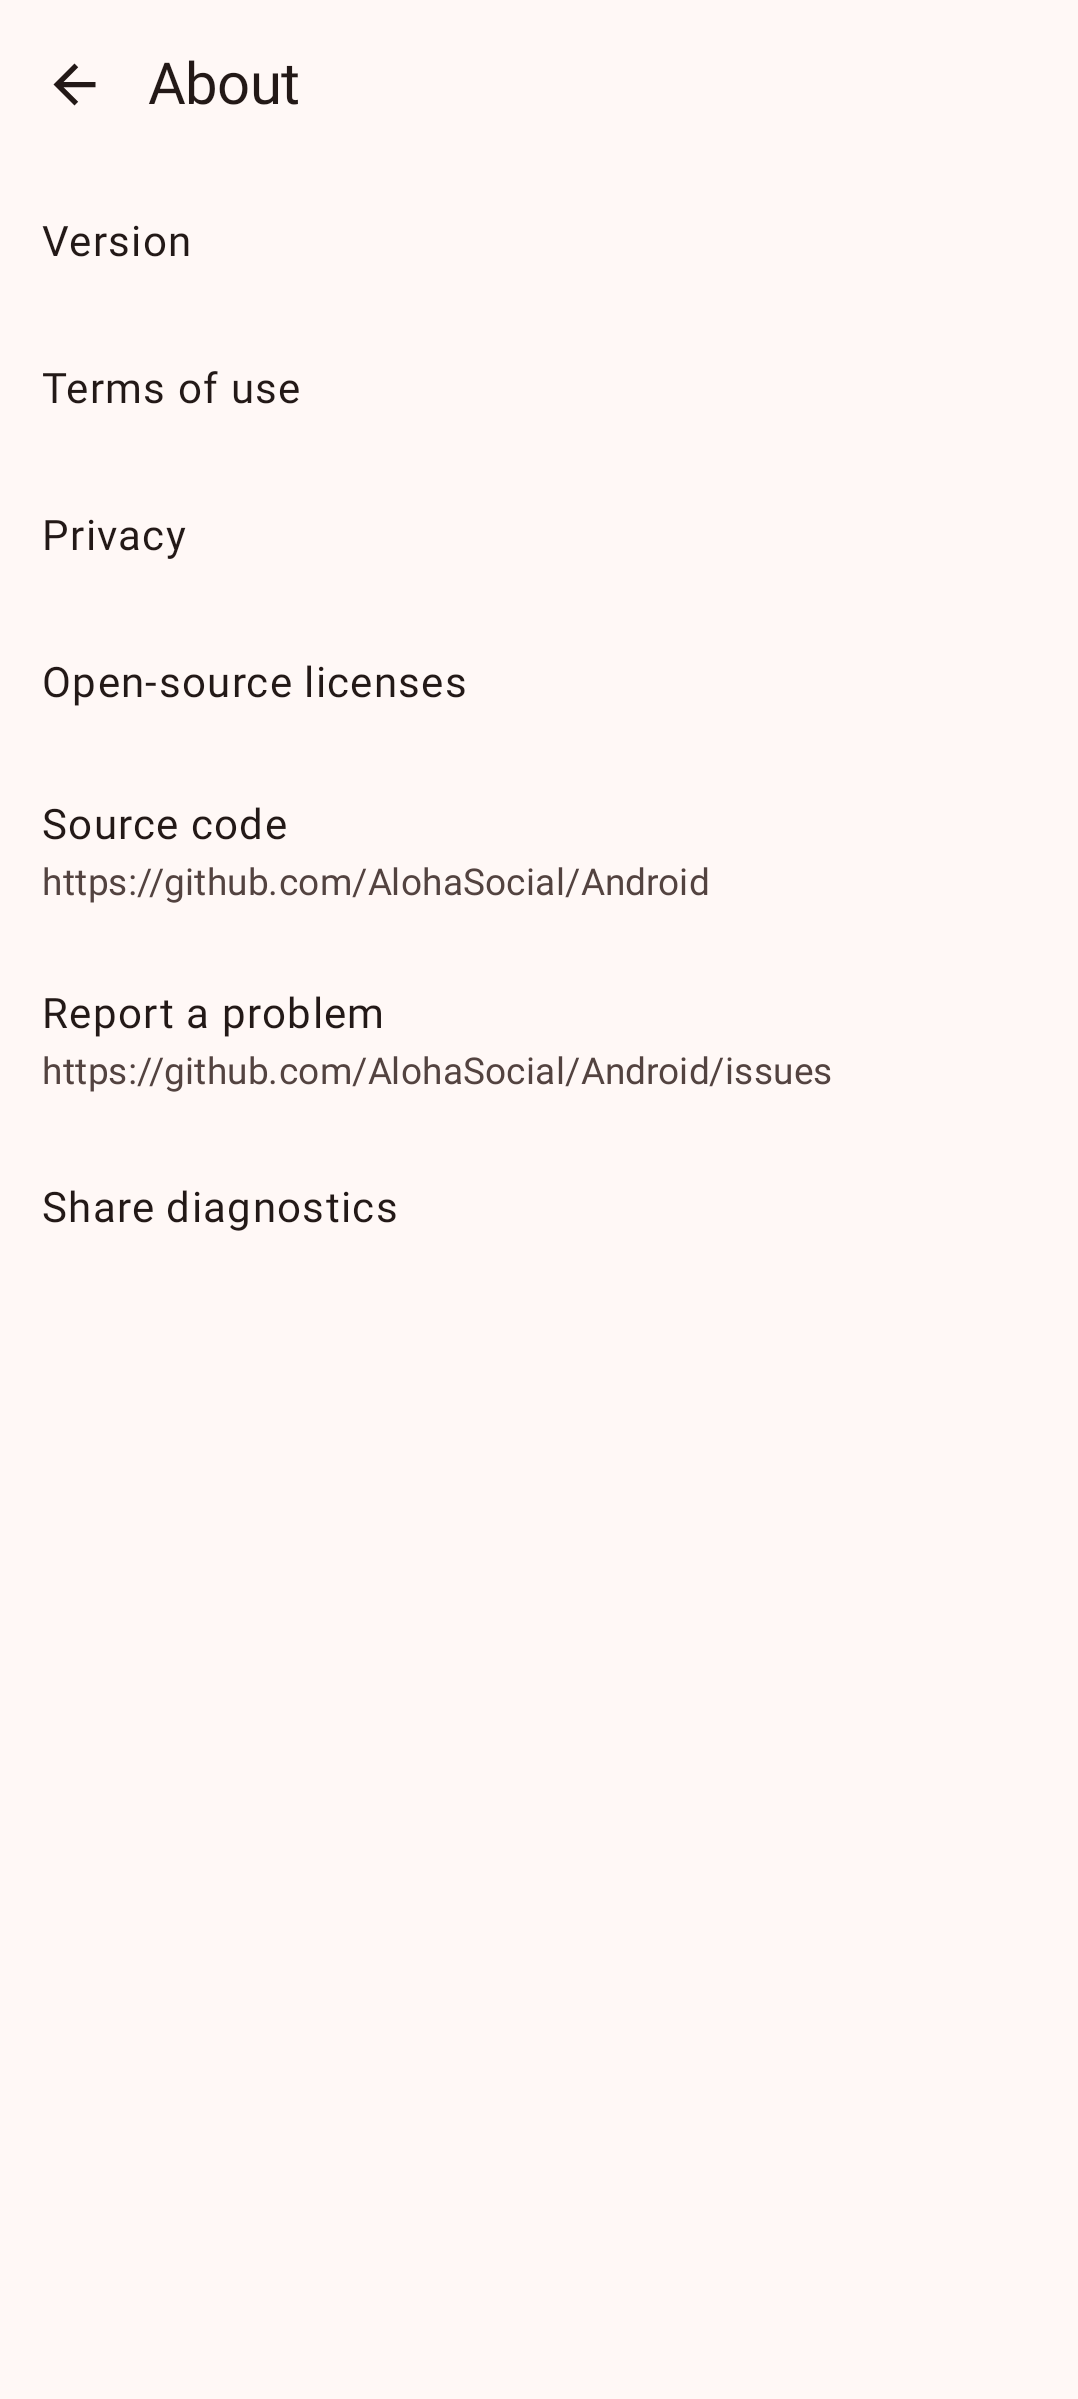 About
Version
Terms of use
Privacy
Open-source licenses
Source code
https://github.com/AlohaSocial/Android
Report a problem
https://github.com/AlohaSocial/Android/issues
Share diagnostics